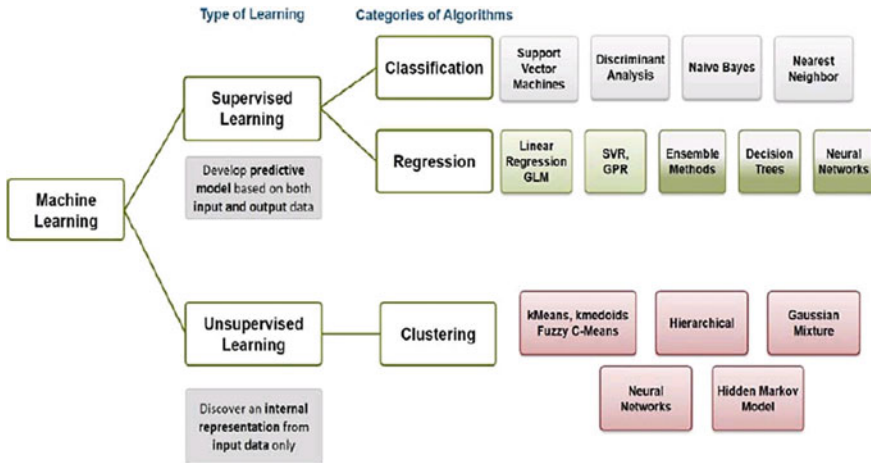 Type of Learning
Categories of Algorithms
Machine
Learning
Supervised
Learning
Develop predictive
model based on both
input and output data
Classification
Support
Vector
Machines
Discriminant
Analysis
Naive Bayes
Nearest
Neighbor
Regression
Linear
Regression
GLM
SVR,
GPR
Ensemble
Methods
Decision
Trees
Neural
Networks
Unsupervised
Learning
Discover an internal
representation from
input data only
Clustering
kMeans, kmedoids
Fuzzy C-Means
Hierarchical
Gaussian
Mixture
Neural
Networks
Hidden Markov
Model